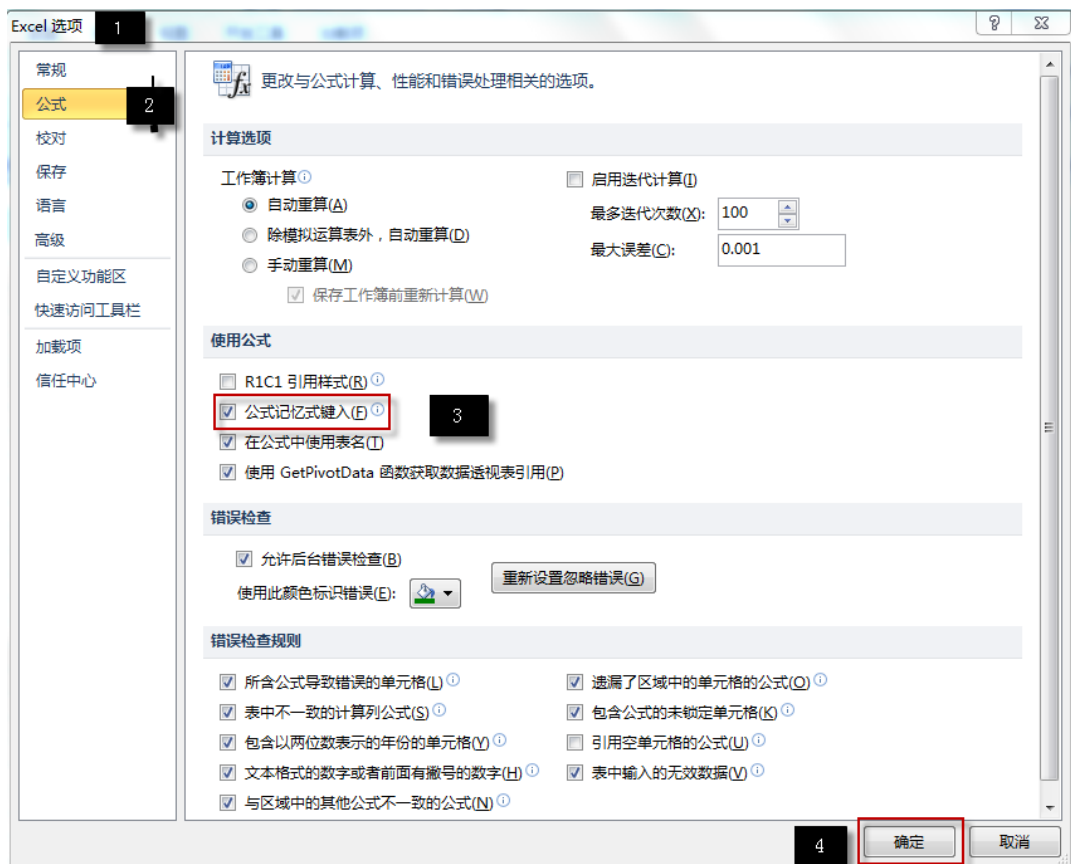 Excel 选项 1
常规
公式 2
校对
保存
语言
高级
自定义功能区
快速访问工具栏
加载项
信任中心
更改与公式计算、性能和错误处理相关的选项。
计算选项
工作簿计算
自动重算(A)
除模拟运算表外，自动重算(D)
手动重算(M)
保存工作簿前重新计算(W)
启用迭代计算(I)
最多迭代次数(X): 100
最大误差(C): 0.001
使用公式
R1C1 引用样式(R)
公式记忆式键入(F) 3
在公式中使用表名(T)
使用 GetPivotData 函数获取数据透视表引用(P)
错误检查
允许后台错误检查(B)
使用此颜色标识错误(E):
重新设置忽略错误(G)
错误检查规则
所含公式导致错误的单元格(L)
表中不一致的计算列公式(S)
包含以两位数表示的年份的单元格(Y)
文本格式的数字或者前面有撇号的数字(H)
与区域中的其他公式不一致的公式(N)
遗漏了区域中的单元格的公式(O)
包含公式的未锁定单元格(K)
引用空单元格的公式(U)
表中输入的无效数据(V)
4 确定 取消